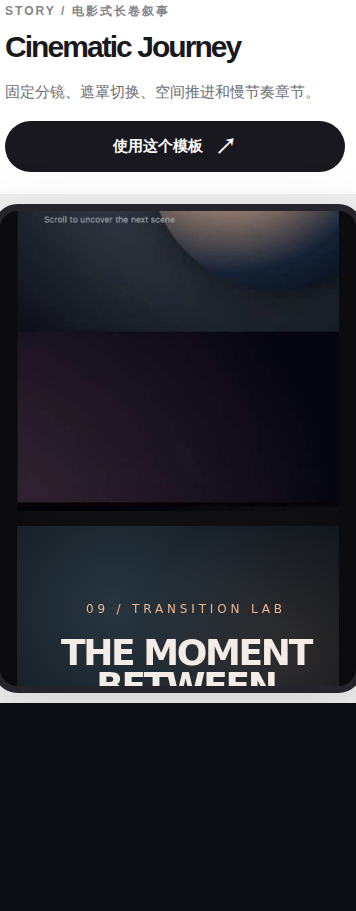 STORY / 电影式长卷叙事
Cinematic Journey
固定分镜、遮罩切换、空间推进和慢节奏章节。
使用这个模板 ↗
Scroll to uncover the next scene
09 / TRANSITION LAB
THE MOMENT
BETWEEN